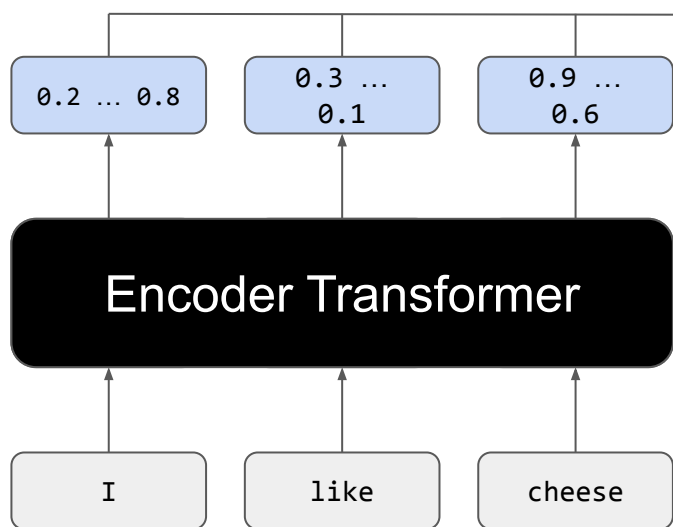 0.2 … 0.8
0.3 …
0.1
0.9 …
0.6
Encoder Transformer
I
like
cheese